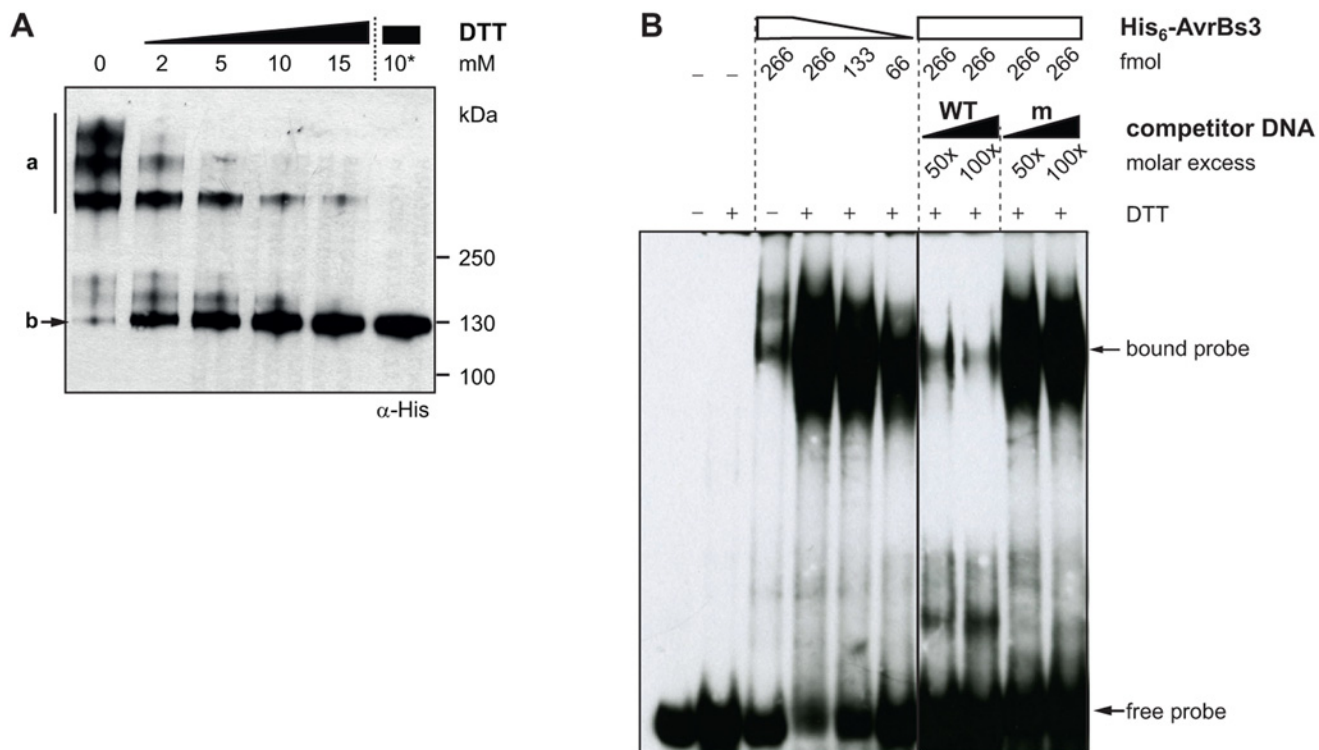 A
DTT
0 2 5 10 15 10* mM
kDa
a
250
b 130
100
α-His
B
His6-AvrBs3
– – 266 266 133 66 266 266 266 266 fmol
WT m competitor DNA
50x 100x 50x 100x molar excess
– + – + + + + + + + DTT
bound probe
free probe